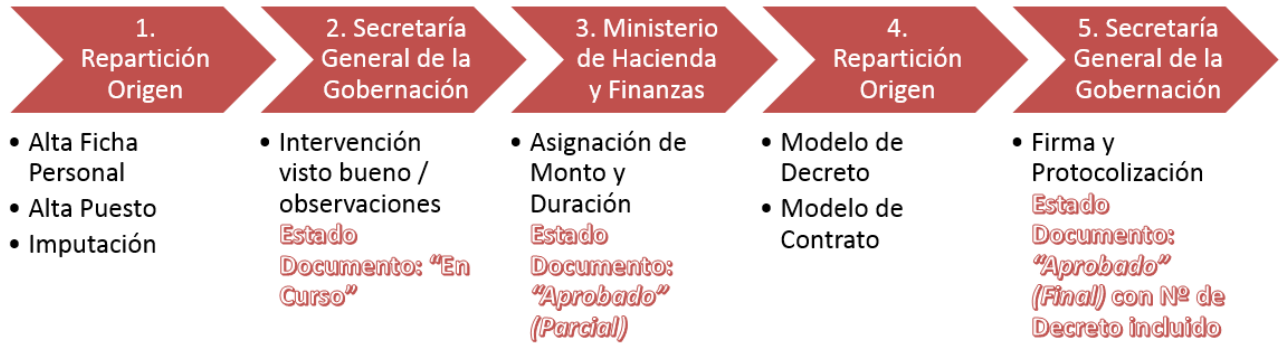 1.
Repartición
Origen
• Alta Ficha
Personal
• Alta Puesto
• Imputación
2. Secretaría
General de la
Gobernación
• Intervención
visto bueno /
observaciones
Estado
Documento: “En
Curso”
3. Ministerio
de Hacienda
y Finanzas
• Asignación de
Monto y
Duración
Estado
Documento:
“Aprobado”
(Parcial)
4.
Repartición
Origen
• Modelo de
Decreto
• Modelo de
Contrato
5. Secretaría
General de la
Gobernación
• Firma y
Protocolización
Estado
Documento:
“Aprobado”
(Final) con Nº de
Decreto incluido